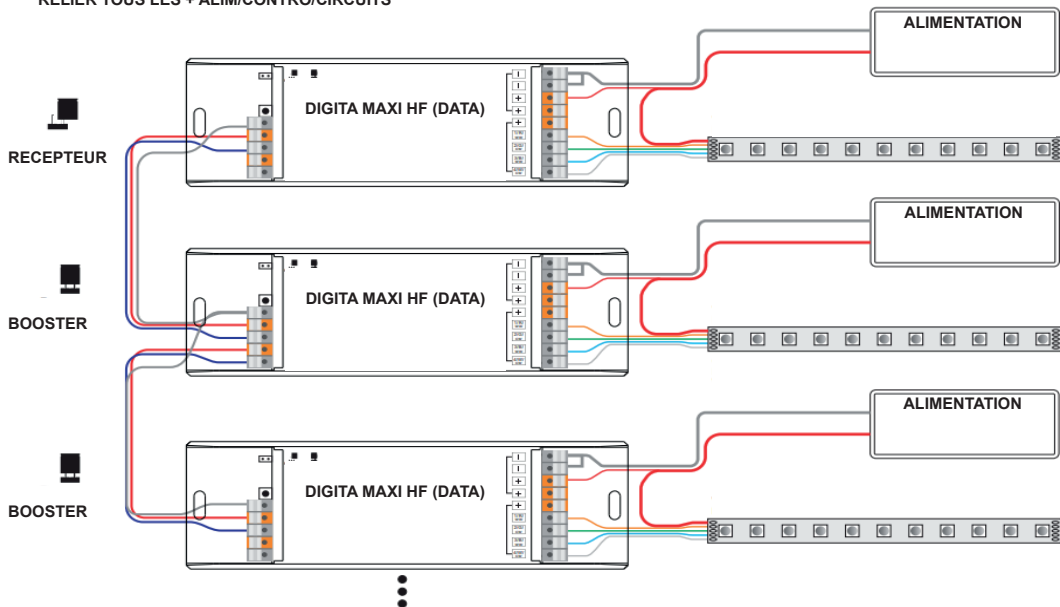 RELIER TOUS LES + ALIM/CONTRO/CIRCUITS
ALIMENTATION
DIGITA MAXI HF (DATA)
RECEPTEUR
ALIMENTATION
DIGITA MAXI HF (DATA)
BOOSTER
ALIMENTATION
DIGITA MAXI HF (DATA)
BOOSTER